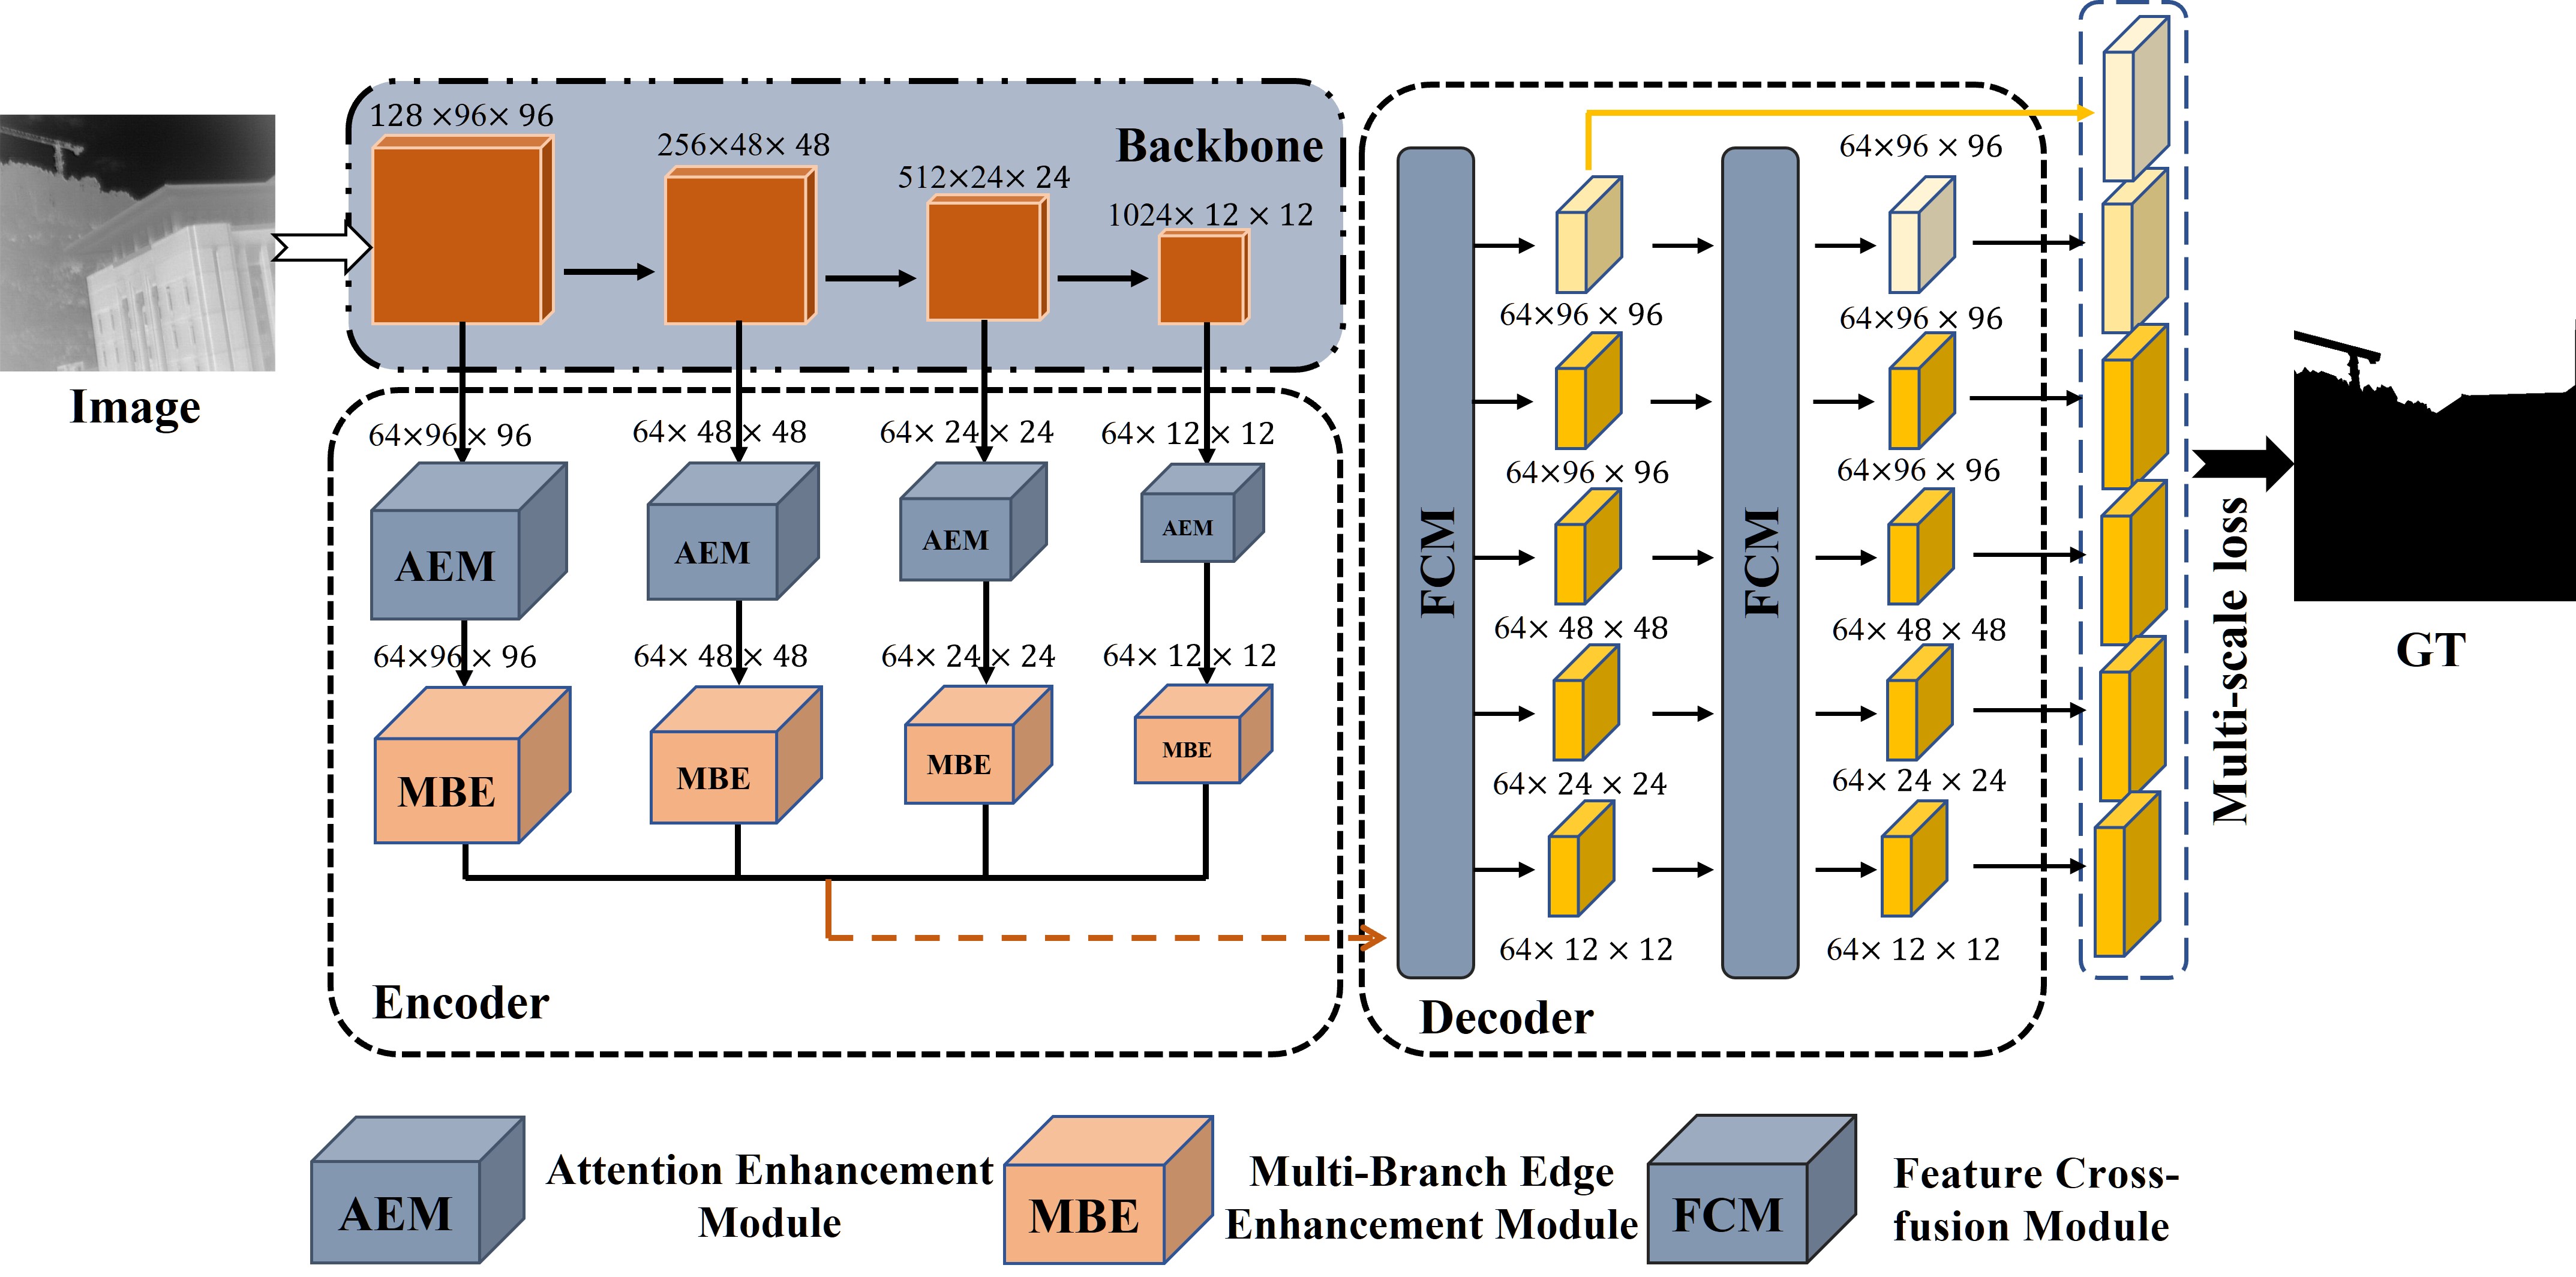 128 ×96× 96
256×48× 48
512×24× 24
1024× 12 × 12
Backbone
Image
64×96 × 96
64× 48 × 48
64× 24 × 24
64× 12 × 12
AEM
AEM
AEM
AEM
64×96 × 96
64× 48 × 48
64× 24 × 24
64× 12 × 12
MBE
MBE
MBE
MBE
Encoder
FCM
64×96 × 96
64×96 × 96
64× 48 × 48
64× 24 × 24
64× 12 × 12
FCM
64×96 × 96
64×96 × 96
64×96 × 96
64× 48 × 48
64× 24 × 24
64× 12 × 12
Decoder
Multi-scale loss
GT
AEM
Attention Enhancement
Module
MBE
Multi-Branch Edge
Enhancement Module
FCM
Feature Cross-
fusion Module